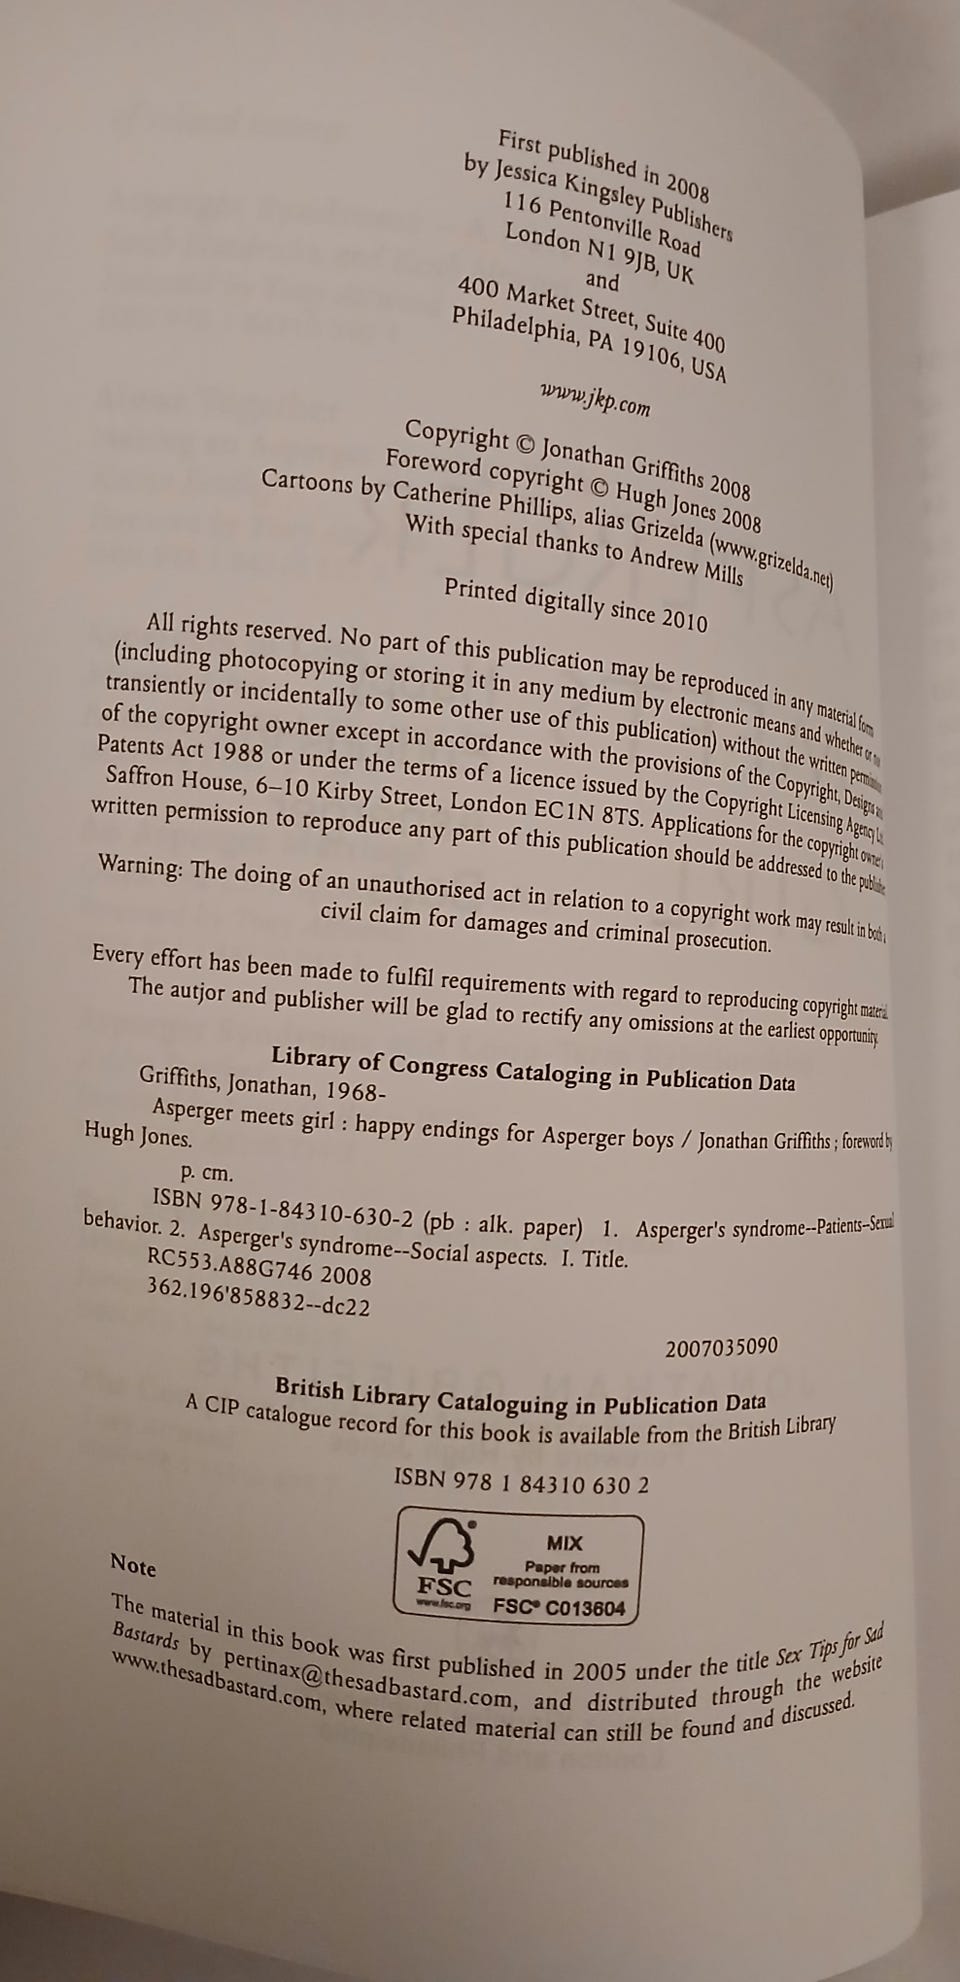 First published in 2008
by Jessica Kingsley Publishers
116 Pentonville Road
London N1 9JB, UK
and
400 Market Street, Suite 400
Philadelphia, PA 19106, USA
www.jkp.com
Copyright © Jonathan Griffiths 2008
Foreword copyright © Hugh Jones 2008
Cartoons by Catherine Phillips, alias Grizelda (www.grizelda.net)
With special thanks to Andrew Mills
Printed digitally since 2010
All rights reserved. No part of this publication may be reproduced in any material form
(including photocopying or storing it in any medium by electronic means and whether or not
transiently or incidentally to some other use of this publication) without the written permission
of the copyright owner except in accordance with the provisions of the Copyright, Designs and
Patents Act 1988 or under the terms of a licence issued by the Copyright Licensing Agency
Saffron House, 6–10 Kirby Street, London EC1N 8TS. Applications for the copyright owner's
written permission to reproduce any part of this publication should be addressed to the publisher
Warning: The doing of an unauthorised act in relation to a copyright work may result in both a
civil claim for damages and criminal prosecution.
Every effort has been made to fulfil requirements with regard to reproducing copyright material.
The autjor and publisher will be glad to rectify any omissions at the earliest opportunity.
Library of Congress Cataloging in Publication Data
Griffiths, Jonathan, 1968-
Asperger meets girl : happy endings for Asperger boys / Jonathan Griffiths ; foreword by
Hugh Jones.
p. cm.
ISBN 978-1-84310-630-2 (pb : alk. paper) 1. Asperger's syndrome--Patients--Sexual
behavior. 2. Asperger's syndrome--Social aspects. I. Title.
RC553.A88G746 2008
362.196'858832--dc22
2007035090
British Library Cataloguing in Publication Data
A CIP catalogue record for this book is available from the British Library
ISBN 978 1 84310 630 2
MIX
Paper from
responsible sources
FSC® C013604
FSC
www.fsc.org
Note
The material in this book was first published in 2005 under the title Sex Tips for Sad
Bastards by pertinax@thesadbastard.com, and distributed through the website
www.thesadbastard.com, where related material can still be found and discussed.